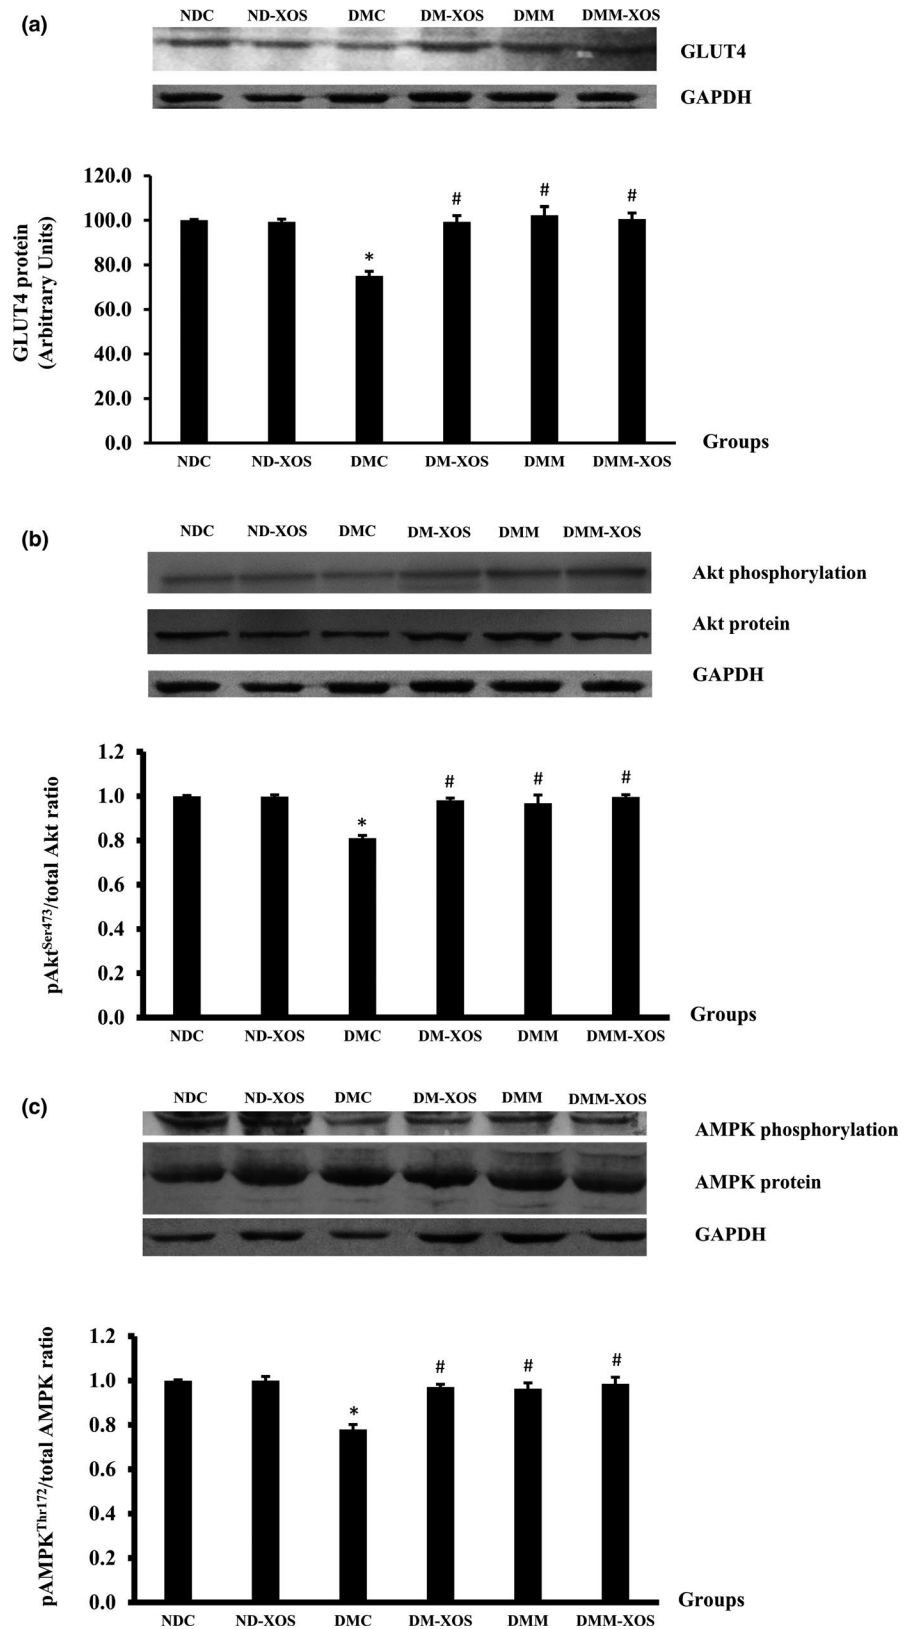 (a)
NDC ND-XOS DMC DM-XOS DMM DMM-XOS
GLUT4
GAPDH
GLUT4 protein
(Arbitrary Units)
120.0
100.0
80.0
60.0
40.0
20.0
0.0
# # #
*
Groups
NDC ND-XOS DMC DM-XOS DMM DMM-XOS
(b)
NDC ND-XOS DMC DM-XOS DMM DMM-XOS
Akt phosphorylation
Akt protein
GAPDH
pAktSer473/total Akt ratio
1.2
1.0
0.8
0.6
0.4
0.2
0.0
# # #
*
Groups
NDC ND-XOS DMC DM-XOS DMM DMM-XOS
(c)
NDC ND-XOS DMC DM-XOS DMM DMM-XOS
AMPK phosphorylation
AMPK protein
GAPDH
pAMPKThr172/total AMPK ratio
1.2
1.0
0.8
0.6
0.4
0.2
0.0
# # #
*
Groups
NDC ND-XOS DMC DM-XOS DMM DMM-XOS